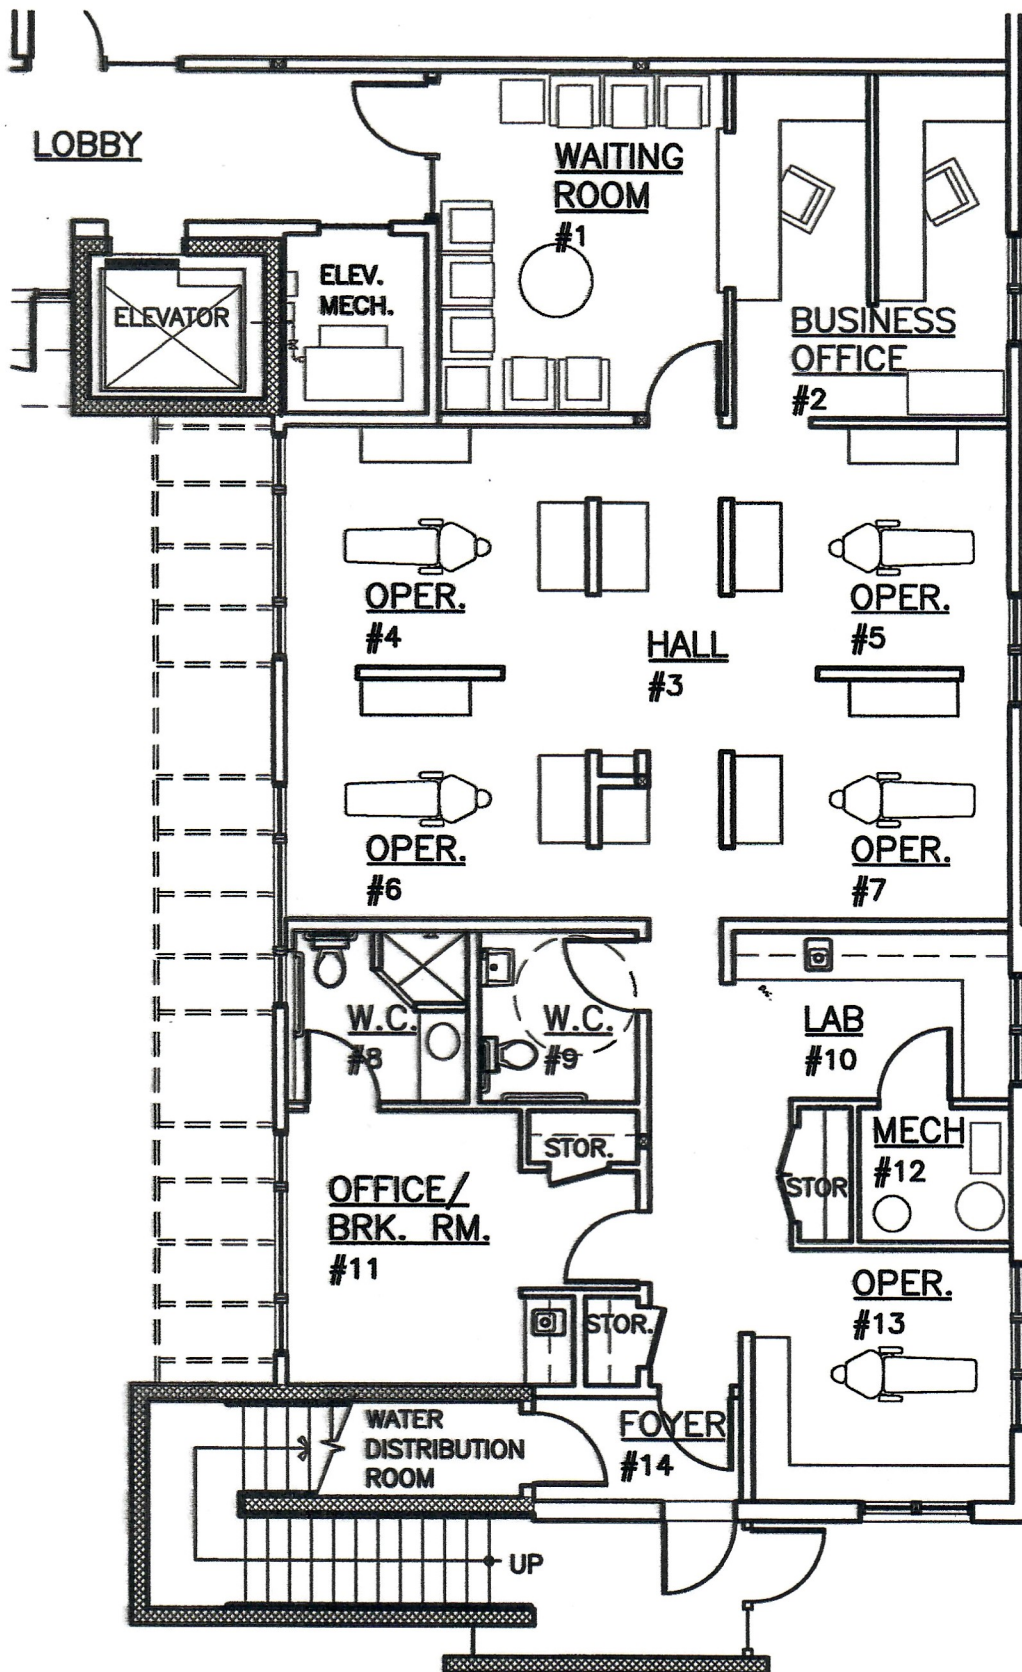 LOBBY
WAITING
ROOM
#1
ELEV.
MECH.
ELEVATOR
BUSINESS
OFFICE
#2
OPER.
#4
OPER.
#5
HALL
#3
OPER.
#6
OPER.
#7
W.C.
#8
W.C.
#9
LAB
#10
MECH
#12
STOR.
STOR
OFFICE/
BRK. RM.
#11
OPER.
#13
STOR.
WATER
DISTRIBUTION
ROOM
FOYER
#14
UP